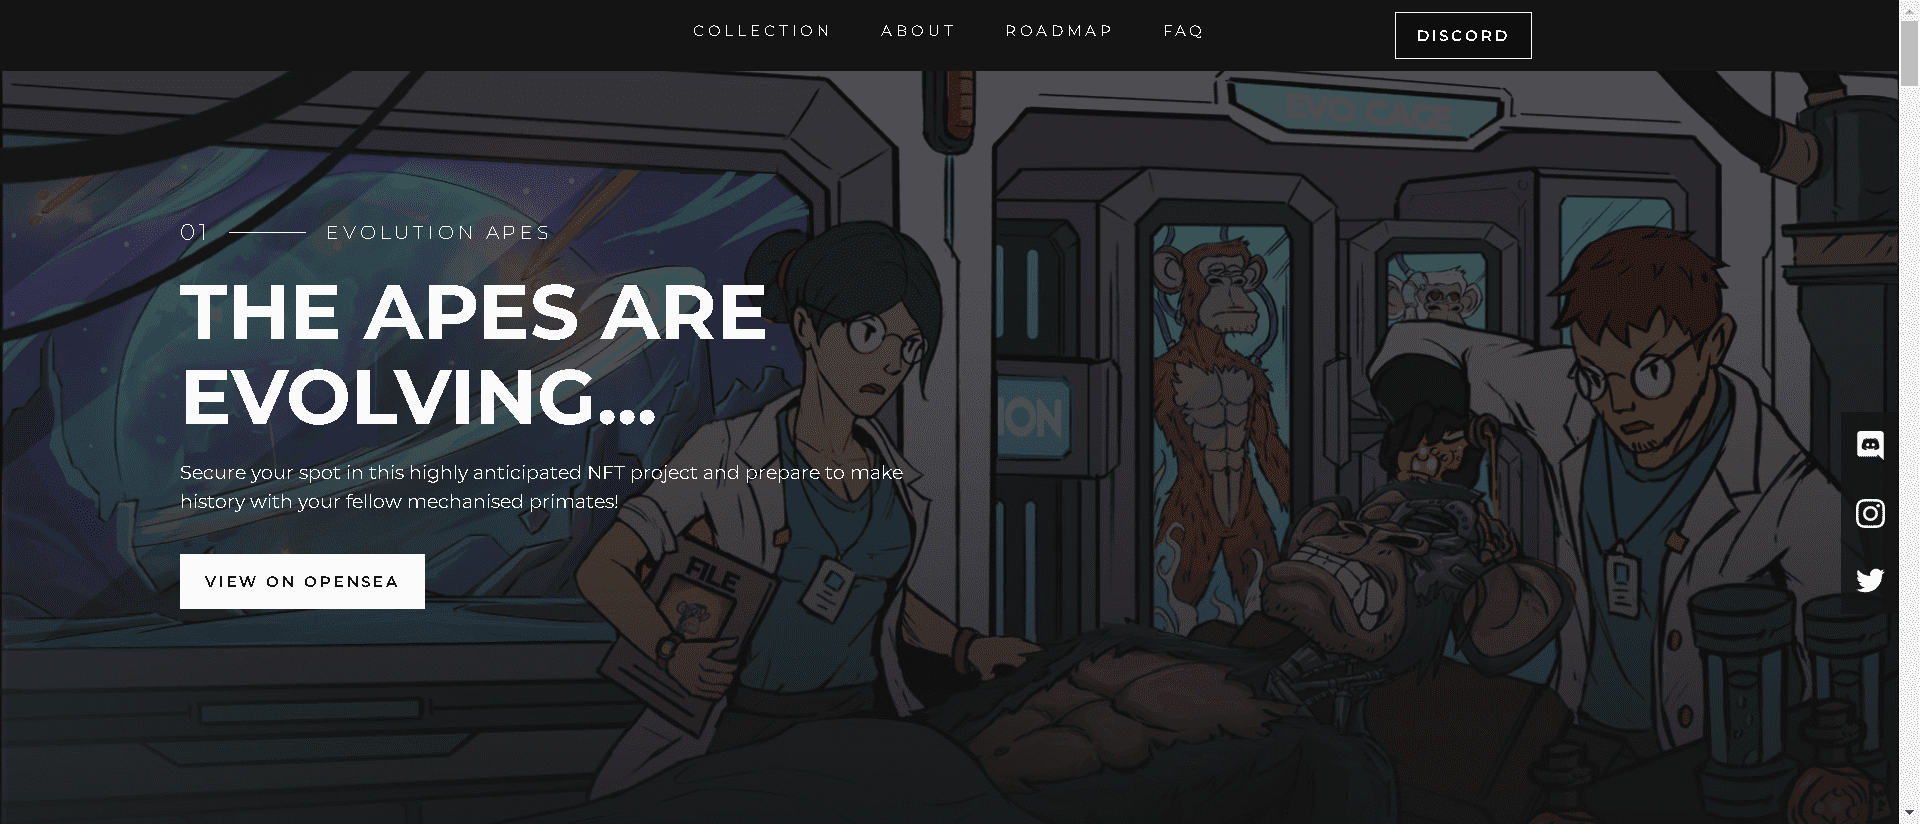 COLLECTION ABOUT ROADMAP FAQ DISCORD
EVO CAGE
01 EVOLUTION APES
THE APES ARE
EVOLVING...
ION
Secure your spot in this highly anticipated NFT project and prepare to make
history with your fellow mechanised primates!
FILE
VIEW ON OPENSEA